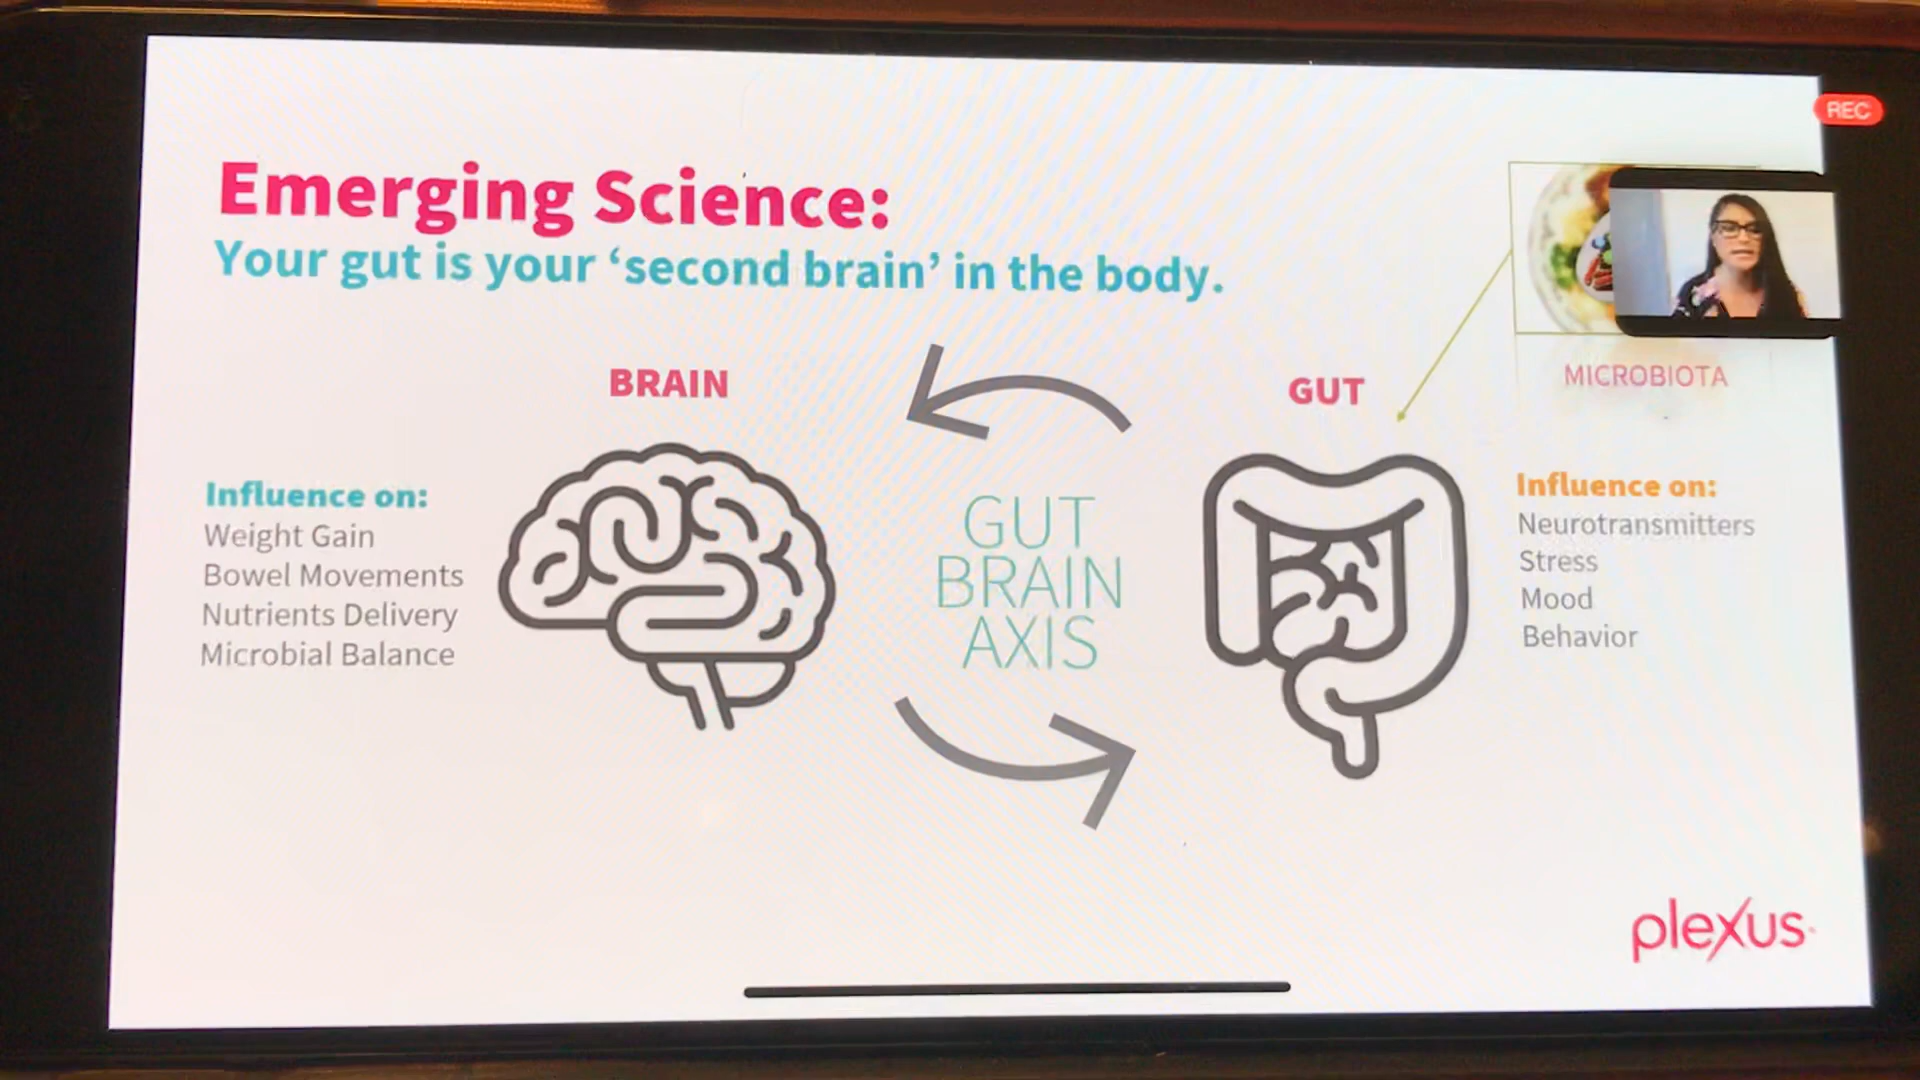 REC
Emerging Science:
Your gut is your ‘second brain’ in the body.
MICROBIOTA
BRAIN
GUT
Influence on:
Weight Gain
Bowel Movements
Nutrients Delivery
Microbial Balance
GUT
BRAIN
AXIS
Influence on:
Neurotransmitters
Stress
Mood
Behavior
plexus